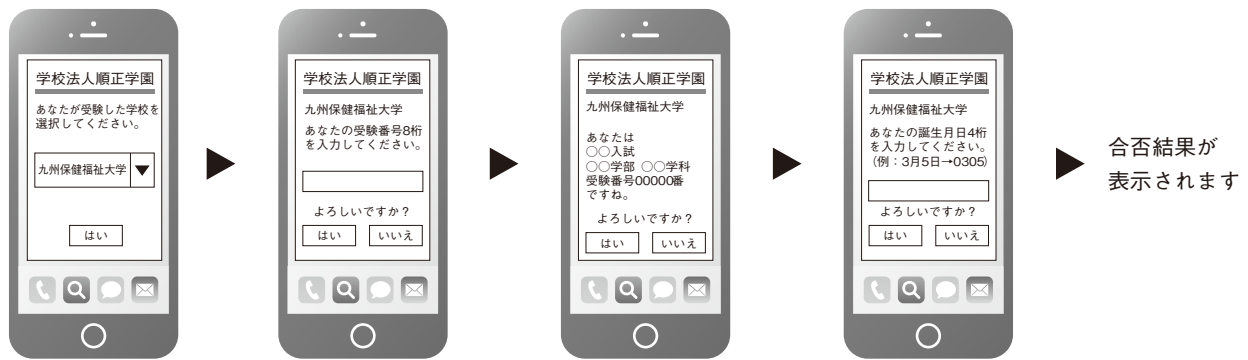 学校法人順正学園
あなたが受験した学校を
選択してください。
九州保健福祉大学
はい
学校法人順正学園
九州保健福祉大学
あなたの受験番号8桁
を入力してください。
よろしいですか？
はい いいえ
学校法人順正学園
九州保健福祉大学
あなたは
○○入試
○○学部 ○○学科
受験番号00000番
ですね。
よろしいですか？
はい いいえ
学校法人順正学園
九州保健福祉大学
あなたの誕生月日4桁
を入力してください。
（例：3月5日→0305）
よろしいですか？
はい いいえ
合否結果が
表示されます